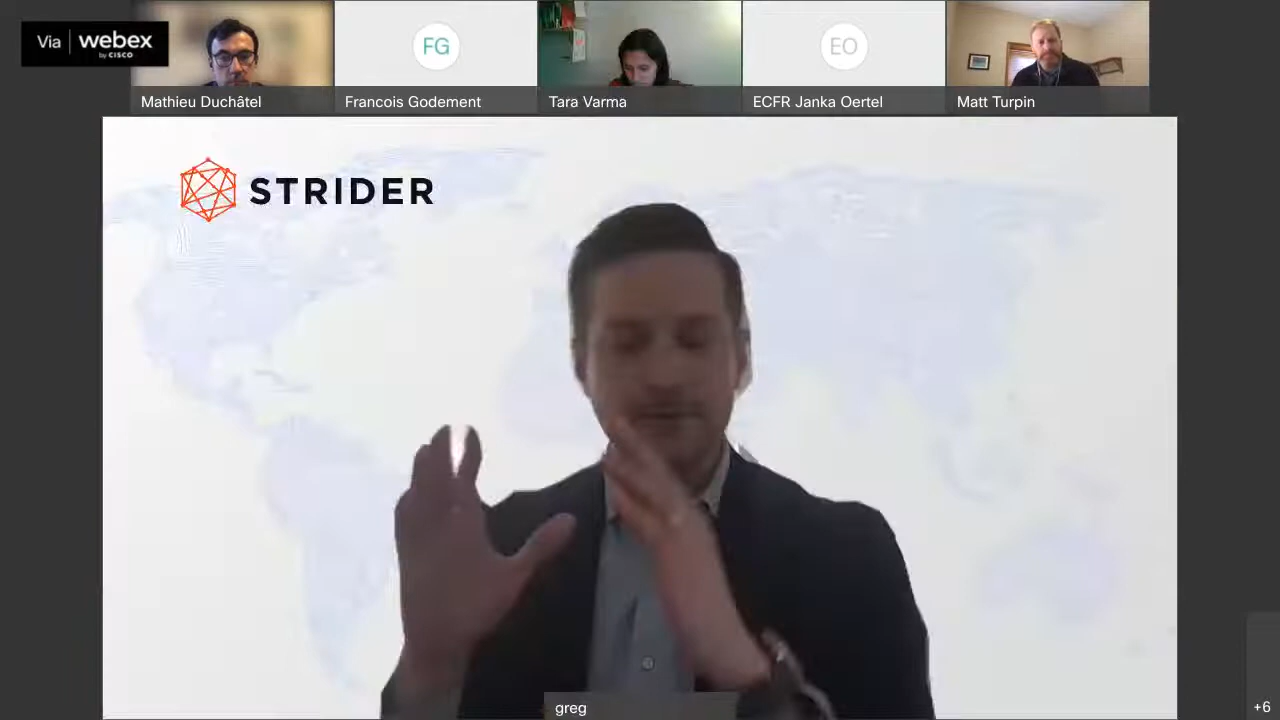 Via webex
by CISCO
FG
EO
Mathieu Duchâtel
Francois Godement
Tara Varma
ECFR Janka Oertel
Matt Turpin
STRIDER
greg
+6